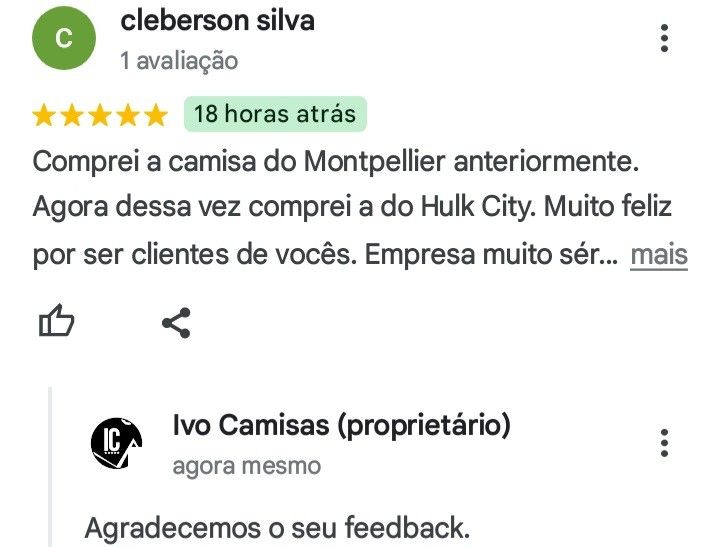 C
cleberson silva
1 avaliação
18 horas atrás
Comprei a camisa do Montpellier anteriormente.
Agora dessa vez comprei a do Hulk City. Muito feliz
por ser clientes de vocês. Empresa muito sér... mais
IC
Ivo Camisas (proprietário)
agora mesmo
Agradecemos o seu feedback.